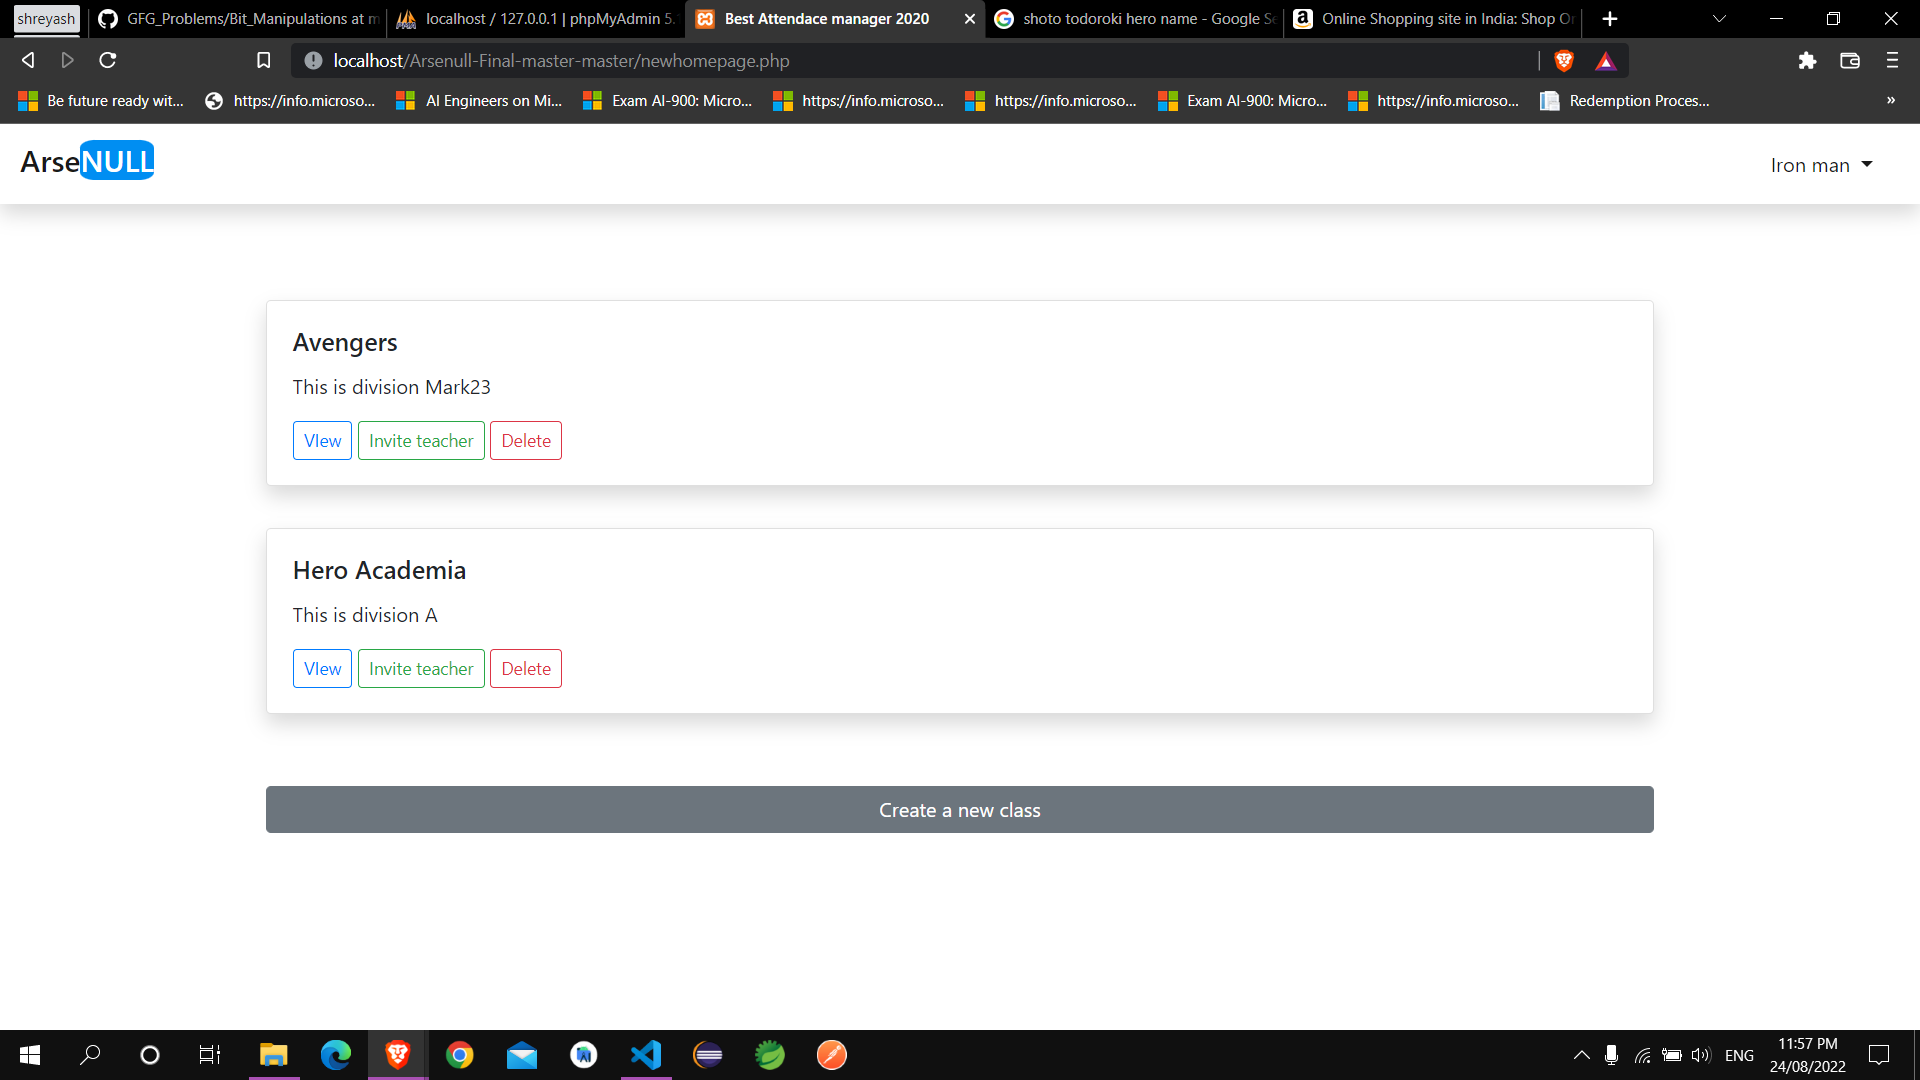 shreyash
GFG_Problems/Bit_Manipulations at m
localhost / 127.0.0.1 | phpMyAdmin 5.
Best Attendace manager 2020
shoto todoroki hero name - Google Se
Online Shopping site in India: Shop On
localhost/Arsenull-Final-master-master/newhomepage.php
Be future ready wit...
https://info.microso...
AI Engineers on Mi...
Exam AI-900: Micro...
https://info.microso...
https://info.microso...
Exam AI-900: Micro...
https://info.microso...
Redemption Proces...
»
ArseNULL
Iron man
Avengers
This is division Mark23
VIew Invite teacher Delete
Hero Academia
This is division A
VIew Invite teacher Delete
Create a new class
ENG
11:57 PM
24/08/2022